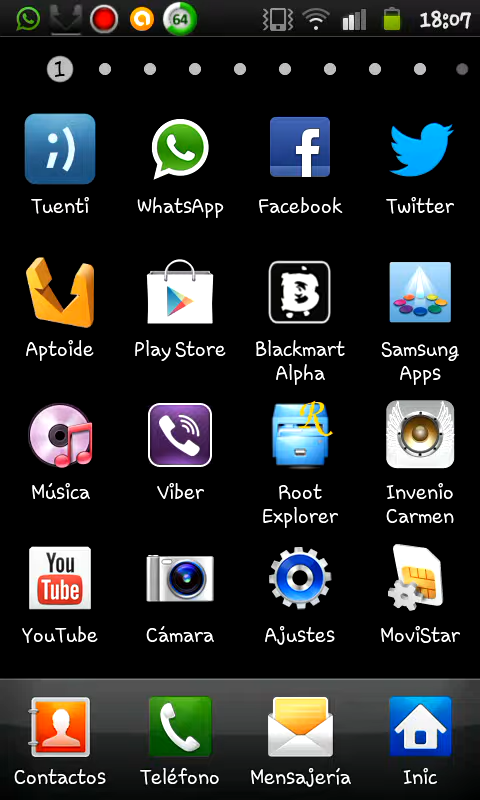 64 18:07
1
;)
f
Tuenti WhatsApp Facebook Twitter
B
Aptoide Play Store Blackmart Alpha Samsung Apps
R
Música Viber Root Explorer Invenio Carmen
You Tube
YouTube Cámara Ajustes MoviStar
Contactos Teléfono Mensajería Inic